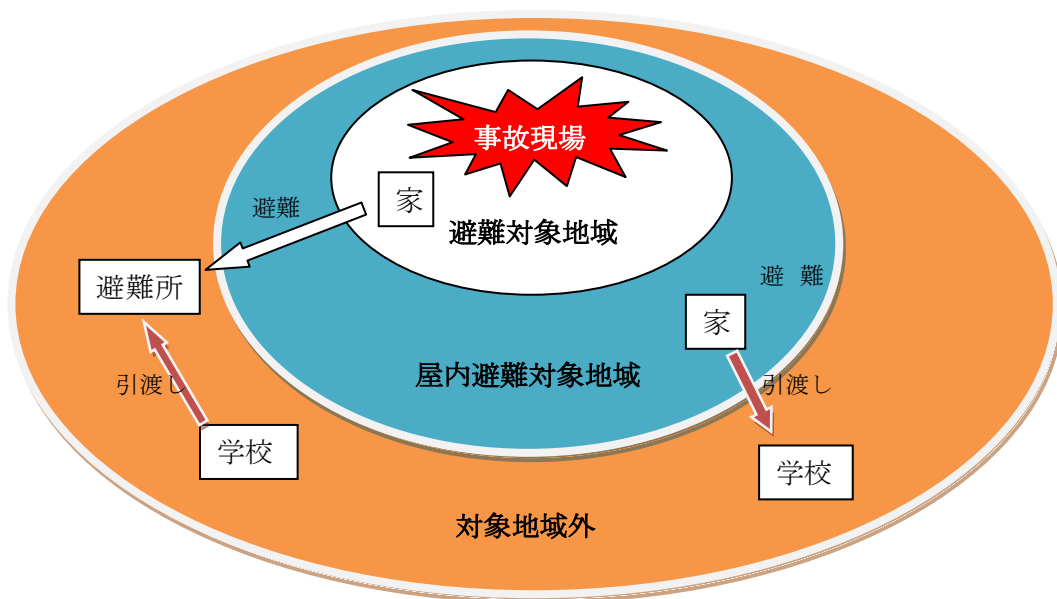 事故現場
家
避難
避難対象地域
避難所
避 難
家
屋内避難対象地域
引渡し
引渡し
学校
学校
対象地域外